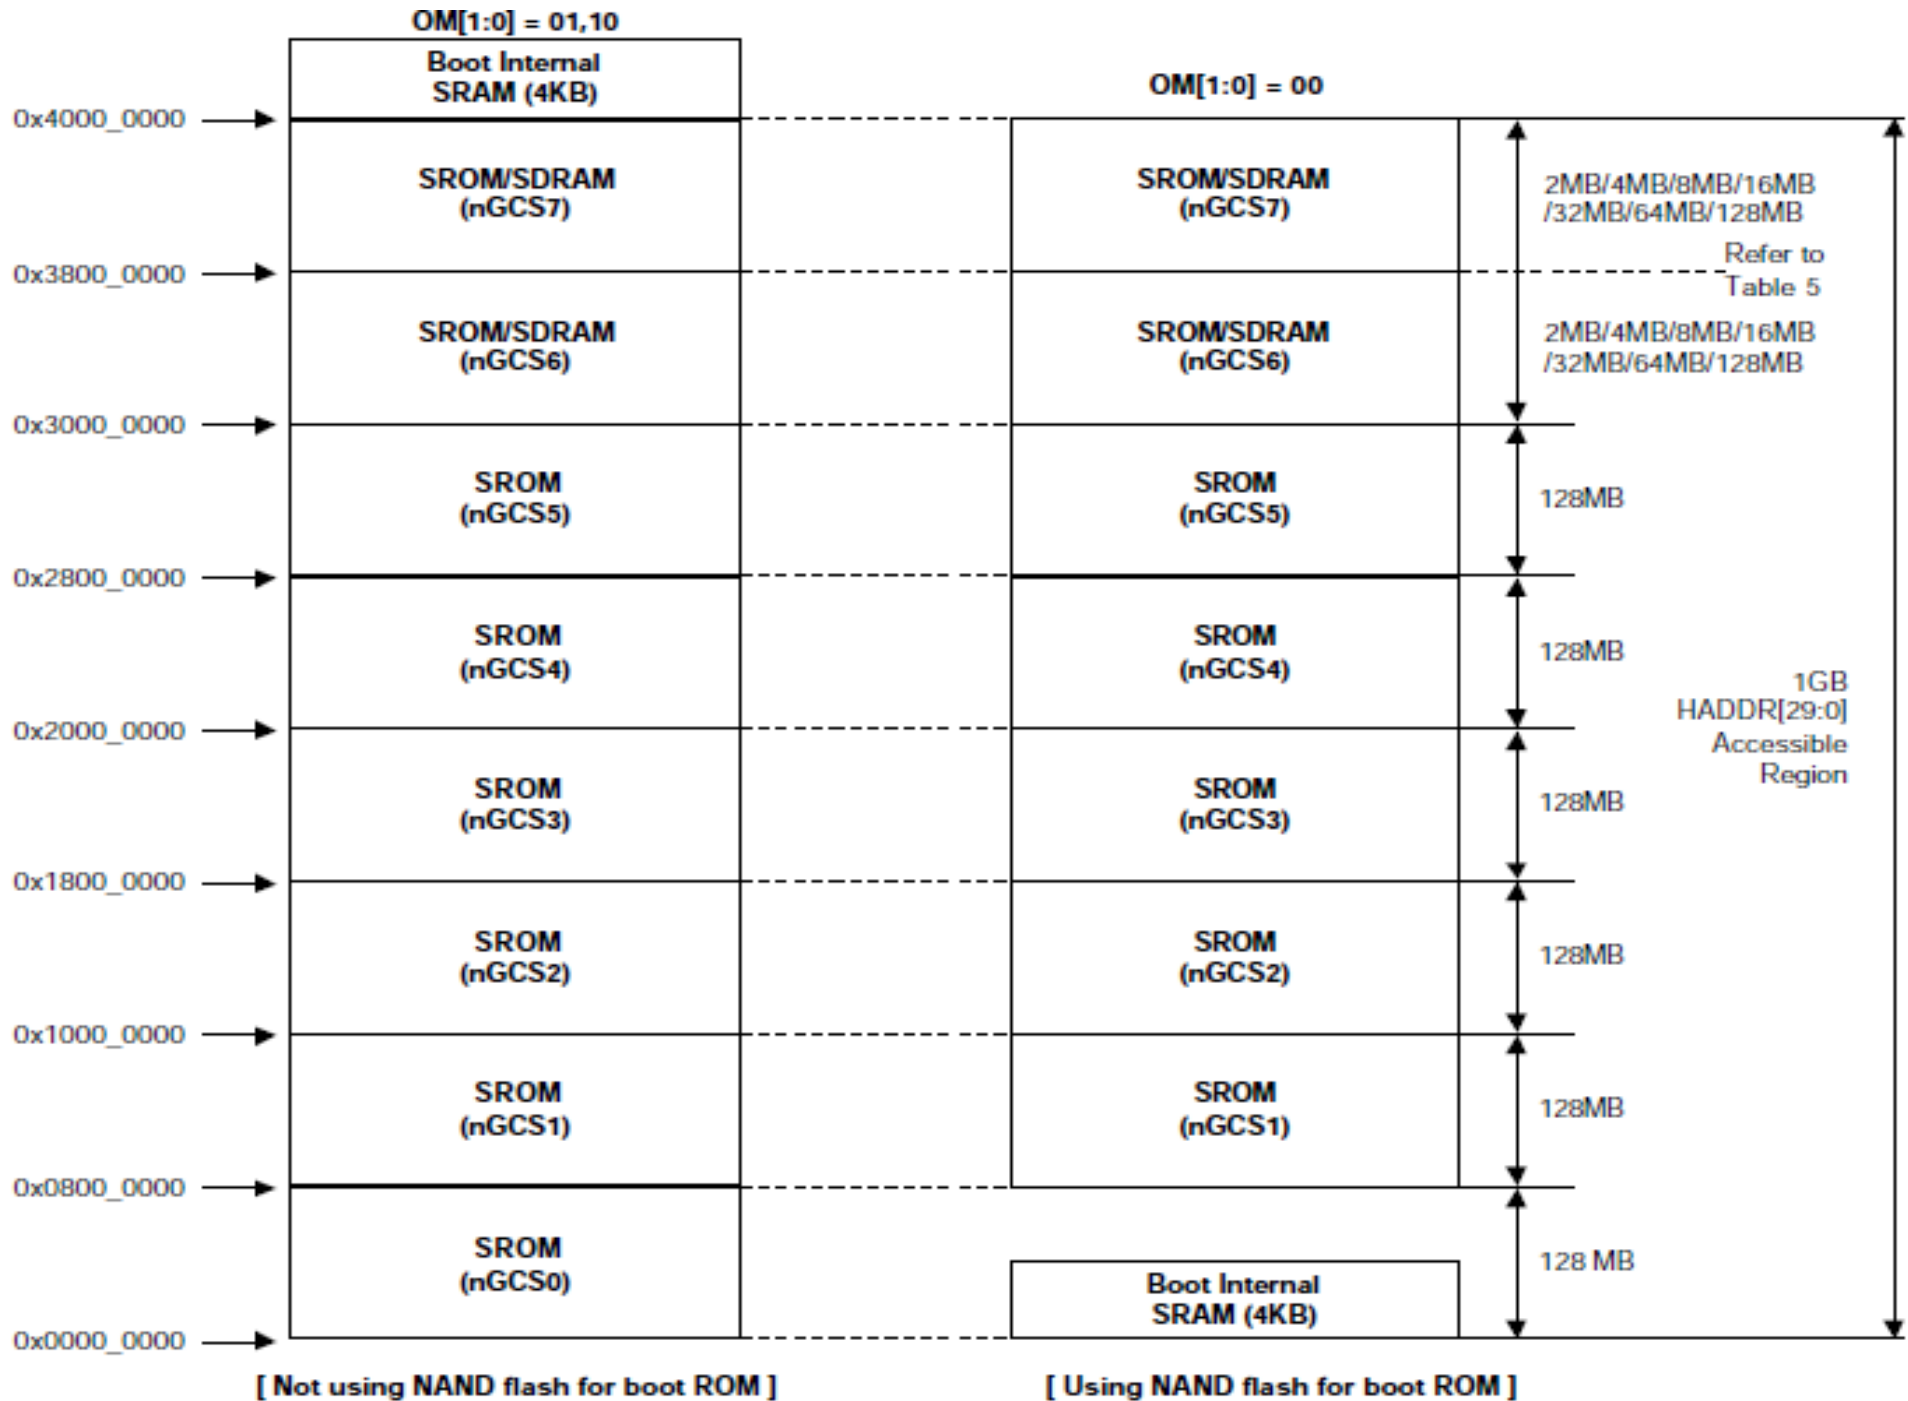 OM[1:0] = 01,10
Boot Internal
SRAM (4KB)
OM[1:0] = 00
0x4000_0000
SROM/SDRAM
(nGCS7)
SROM/SDRAM
(nGCS7)
2MB/4MB/8MB/16MB
/32MB/64MB/128MB
0x3800_0000
Refer to
Table 5
SROM/SDRAM
(nGCS6)
SROM/SDRAM
(nGCS6)
2MB/4MB/8MB/16MB
/32MB/64MB/128MB
0x3000_0000
SROM
(nGCS5)
SROM
(nGCS5)
128MB
0x2800_0000
SROM
(nGCS4)
SROM
(nGCS4)
128MB
1GB
HADDR[29:0]
Accessible
Region
0x2000_0000
SROM
(nGCS3)
SROM
(nGCS3)
128MB
0x1800_0000
SROM
(nGCS2)
SROM
(nGCS2)
128MB
0x1000_0000
SROM
(nGCS1)
SROM
(nGCS1)
128MB
0x0800_0000
SROM
(nGCS0)
128 MB
Boot Internal
SRAM (4KB)
0x0000_0000
[ Not using NAND flash for boot ROM ]
[ Using NAND flash for boot ROM ]